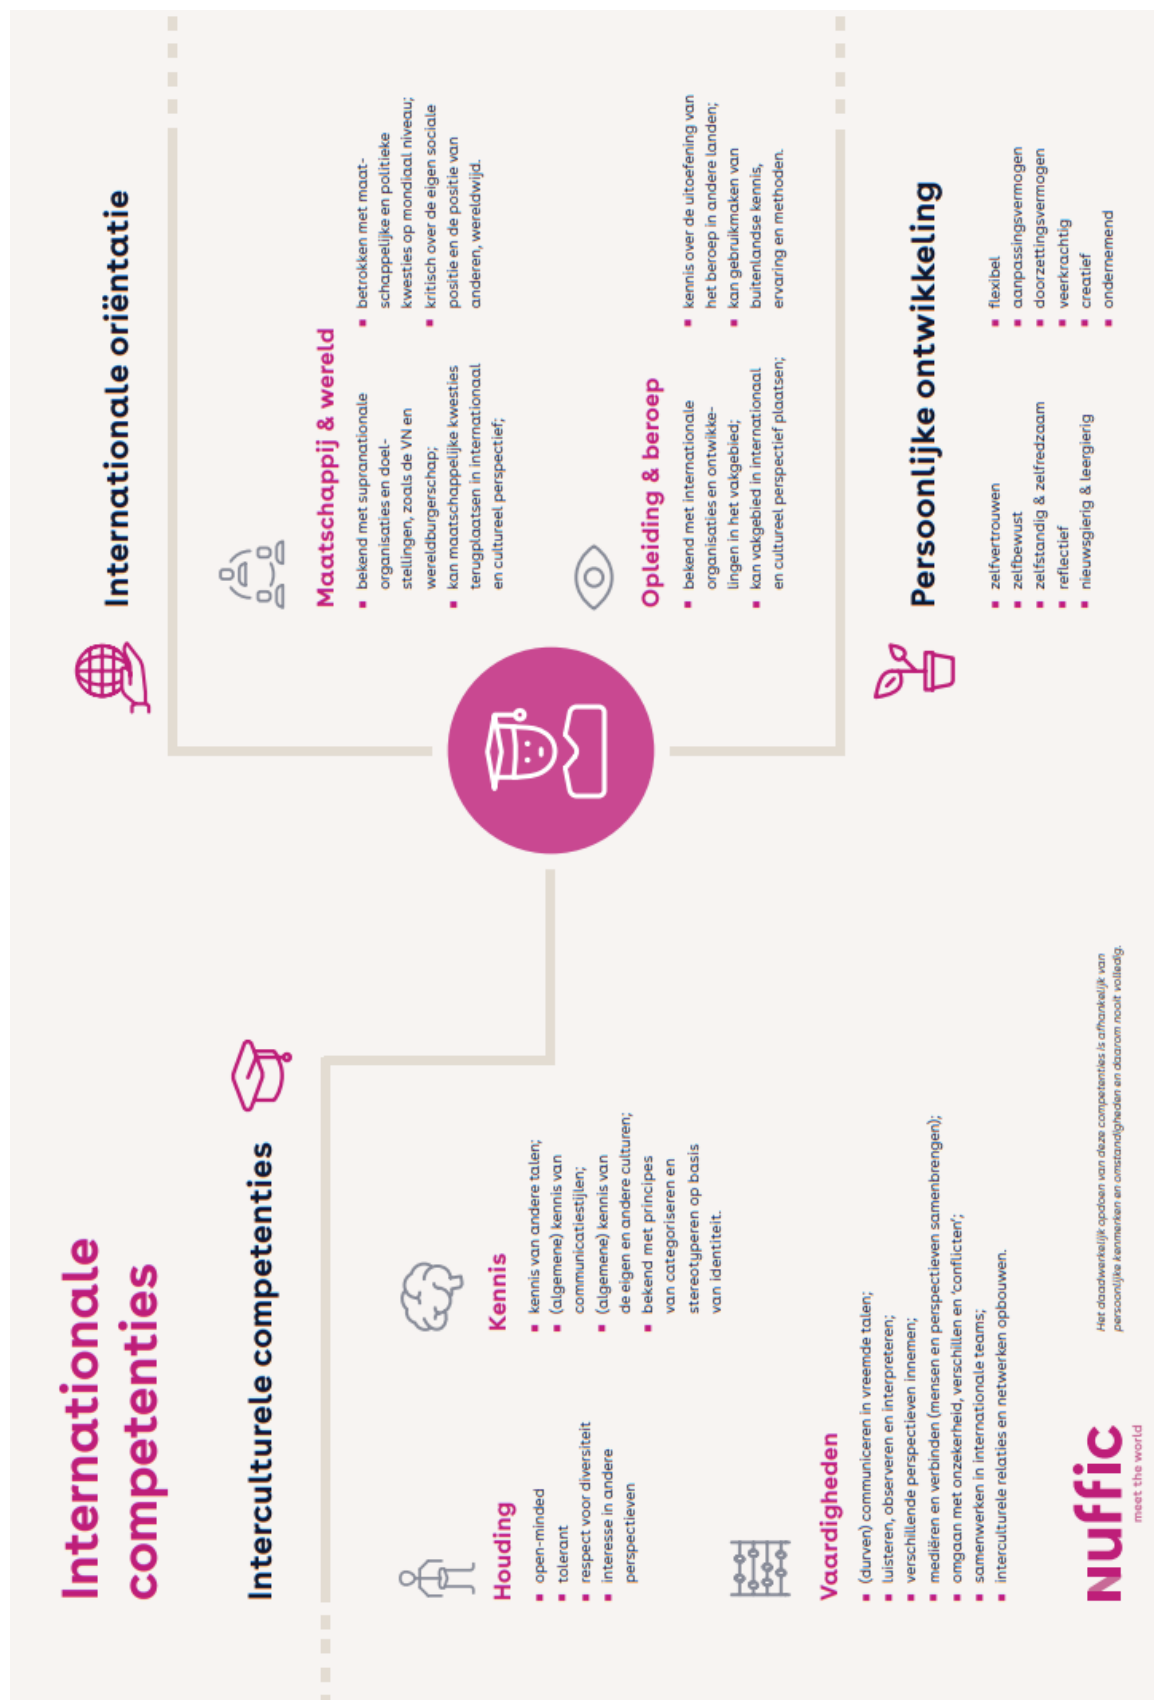 Internationale
competenties
Interculturele competenties
Houding
open-minded
tolerant
respect voor diversiteit
interesse in andere
perspectieven
Kennis
kennis van andere talen;
(algemene) kennis van
communicatiestijlen;
(algemene) kennis van
de eigen en andere culturen;
bekend met principes
van categoriseren en
stereotyperen op basis
van identiteit.
Vaardigheden
(durven) communiceren in vreemde talen;
luisteren, observeren en interpreteren;
verschillende perspectieven innemen;
mediëren en verbinden (mensen en perspectieven samenbrengen);
omgaan met onzekerheid, verschillen en 'conflicten';
samenwerken in internationale teams;
interculturele relaties en netwerken opbouwen.
Internationale oriëntatie
Maatschappij & wereld
bekend met supranationale
organisaties en doel-
stellingen, zoals de VN en
wereldburgerschap;
kan maatschappelijke kwesties
terugplaatsen in internationaal
en cultureel perspectief;
betrokken met maat-
schappelijke en politieke
kwesties op mondiaal niveau;
kritisch over de eigen sociale
positie en de positie van
anderen, wereldwijd.
Opleiding & beroep
bekend met internationale
organisaties en ontwikke-
lingen in het vakgebied;
kan vakgebied in internationaal
en cultureel perspectief plaatsen;
kennis over de uitoefening van
het beroep in andere landen;
kan gebruikmaken van
buitenlandse kennis,
ervaring en methoden.
Persoonlijke ontwikkeling
zelfvertrouwen
zelfbewust
zelfstandig & zelfredzaam
reflectief
nieuwsgierig & leergierig
flexibel
aanpassingsvermogen
doorzettingsvermogen
veerkrachtig
creatief
ondernemend
nuffic
meet the world
Het daadwerkelijk opdoen van deze competenties is afhankelijk van
persoonlijke kenmerken en omstandigheden en daarom nooit volledig.